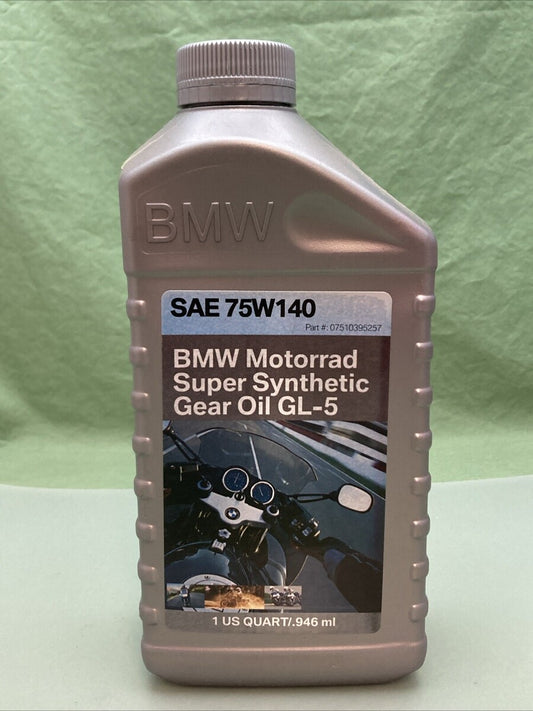 BMW
SAE 75W140
Part #: 07510395257
BMW Motorrad
Super Synthetic
Gear Oil GL-5
1 US QUART/.946 ml